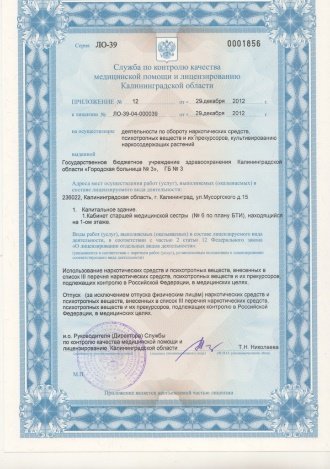 Серия ЛО-39 0001856
Служба по контролю качества
медицинской помощи и лицензированию
Калининградской области
ПРИЛОЖЕНИЕ № 12 от « 29.декабря 2012 г
к лицензии № ЛО-39-04-000039 от « 29.декабря 2012 г
на осуществление деятельности по обороту наркотических средств,
психотропных веществ и их прекурсоров, культивированию
наркосодержащих растений
выданной
Государственное бюджетное учреждение здравоохранения Калининградской
области «Городская больница №3», ГБ № 3
Адреса мест осуществления работ (услуг), выполняемых (оказываемых) в
составе лицензируемого вида деятельности
236022, Калининградская область, г. Калининград, ул.Мусоргского д.15
1. Капитальное здание.
1.Кабинет старшей медицинской сестры (№ 5 по плану БТИ), находящийся
на 1-ом этаже.
Виды работ (услуг), выполняемых (оказываемых) в составе лицензируемого вида
деятельности, в соответствии с частью 2 статьи 12 Федерального закона
«О лицензировании отдельных видов деятельности»
Использование наркотических средств и психотропных веществ, внесенных в
список III перечня наркотических средств, психотропных веществ и их прекурсоров,
подлежащих контролю в Российской Федерации, в медицинских целях.
Отпуск (за исключением отпуска физическим лицам) наркотических средств и
психотропных веществ, внесенных в список III перечня наркотических средств,
психотропных веществ и их прекурсоров, подлежащих контролю в Российской
Федерации, в медицинских целях.
и.о. Руководителя (Директора) Службы
по контролю качества медицинской помощи и
лицензированию Калининградской области Т.Н. Николаева
М.П.
Приложение является неотъемлемой частью лицензии